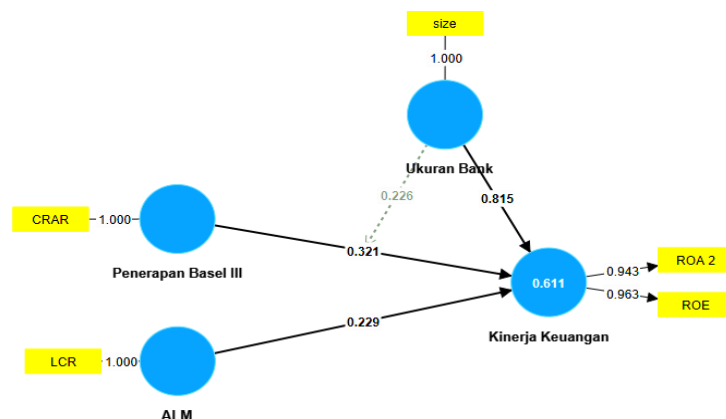 size
1.000
Ukuran Bank
0.226
0.815
CRAR
1.000
Penerapan Basel III
0.321
0.611
0.943
ROA 2
0.963
ROE
Kinerja Keuangan
0.229
LCR
1.000
ALM